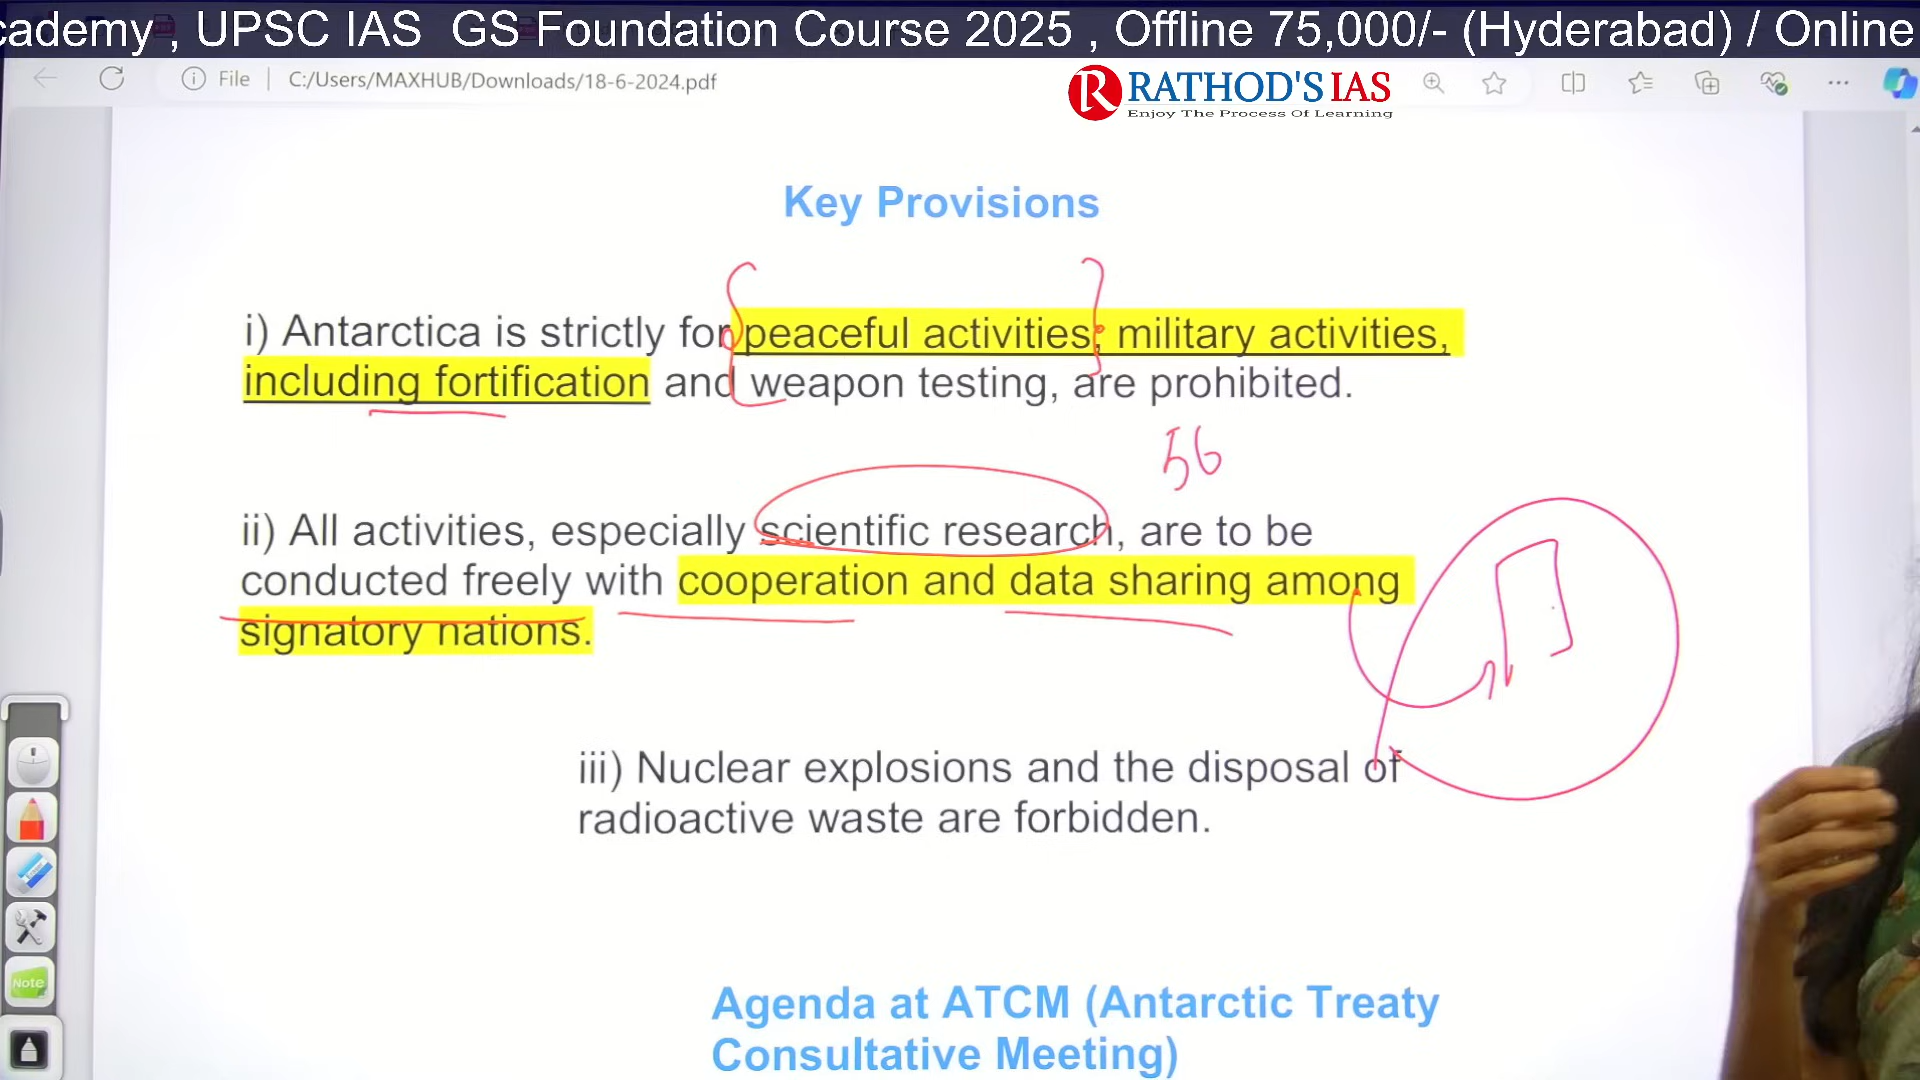 cademy , UPSC IAS GS Foundation Course 2025 , Offline 75,000/- (Hyderabad) / Online
File | C:/Users/MAXHUB/Downloads/18-6-2024.pdf
R RATHOD'S IAS
Enjoy The Process Of Learning
Key Provisions
i) Antarctica is strictly for peaceful activities; military activities,
including fortification and weapon testing, are prohibited.
56
ii) All activities, especially scientific research, are to be
conducted freely with cooperation and data sharing among
signatory nations.
iii) Nuclear explosions and the disposal of
radioactive waste are forbidden.
Note
Agenda at ATCM (Antarctic Treaty
Consultative Meeting)